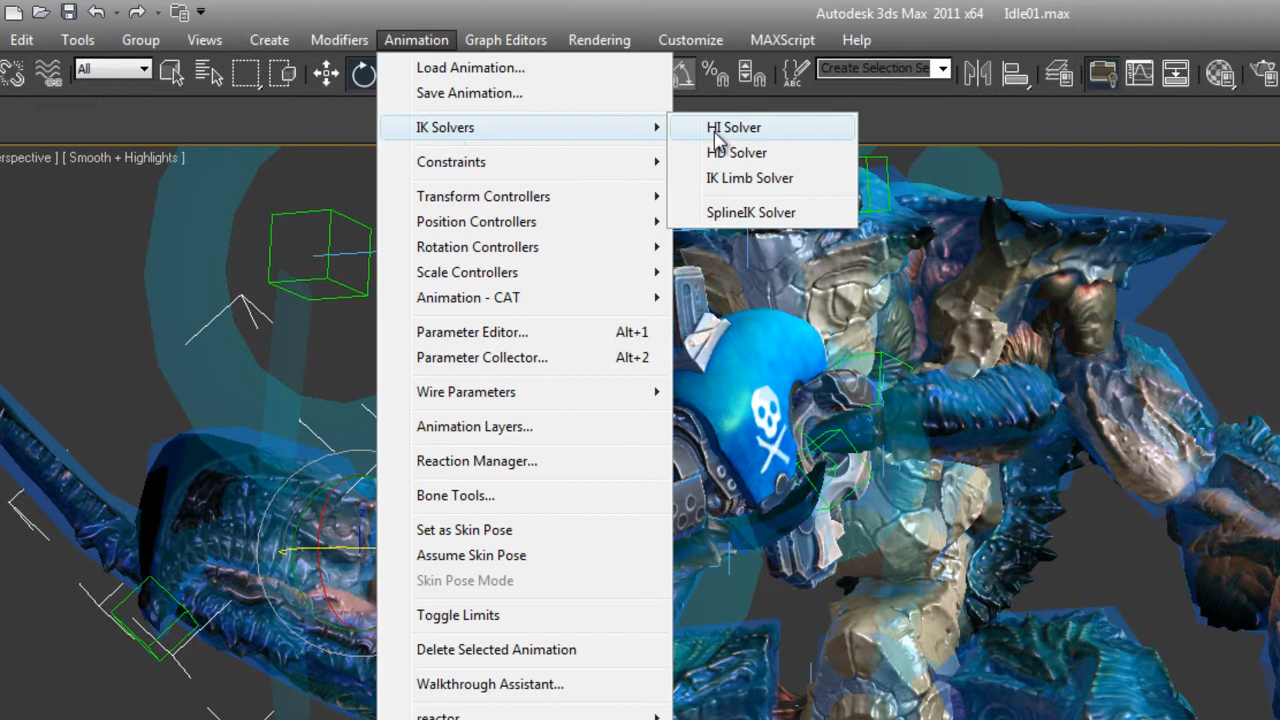 Autodesk 3ds Max 2011 x64 Idle01.max
Edit Tools Group Views Create Modifiers Animation Graph Editors Rendering Customize MAXScript Help
All
ABC
Create Selection Se
erspective ] [ Smooth + Highlights ]
Load Animation...
Save Animation...
IK Solvers
Constraints
Transform Controllers
Position Controllers
Rotation Controllers
Scale Controllers
Animation - CAT
Parameter Editor... Alt+1
Parameter Collector... Alt+2
Wire Parameters
Animation Layers...
Reaction Manager...
Bone Tools...
Set as Skin Pose
Assume Skin Pose
Skin Pose Mode
Toggle Limits
Delete Selected Animation
Walkthrough Assistant...
reactor
HI Solver
HD Solver
IK Limb Solver
SplineIK Solver